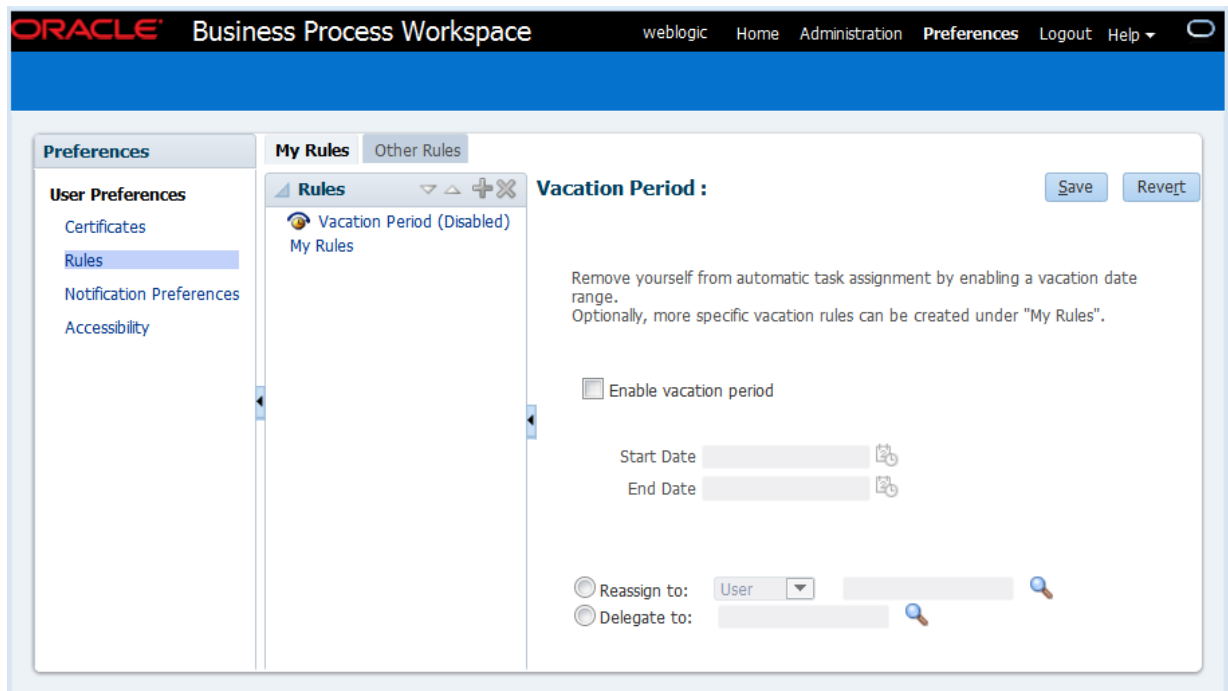 ORACLE Business Process Workspace weblogic Home Administration Preferences Logout Help
Preferences
User Preferences
Certificates
Rules
Notification Preferences
Accessibility
My Rules Other Rules
Rules
Vacation Period (Disabled)
My Rules
Vacation Period : Save Revert
Remove yourself from automatic task assignment by enabling a vacation date
range.
Optionally, more specific vacation rules can be created under "My Rules".
Enable vacation period
Start Date
End Date
Reassign to: User
Delegate to: